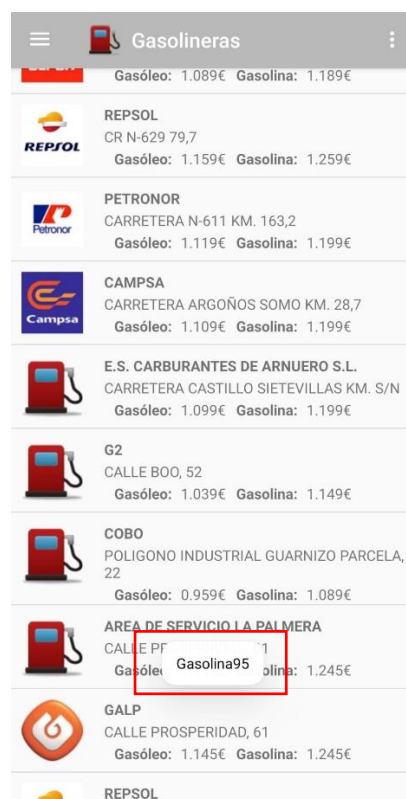 Gasolineras
Gasóleo: 1.089€ Gasolina: 1.189€
REPSOL
REPSOL
CR N-629 79,7
Gasóleo: 1.159€ Gasolina: 1.259€
Petronor
PETRONOR
CARRETERA N-611 KM. 163,2
Gasóleo: 1.119€ Gasolina: 1.199€
Campsa
CAMPSA
CARRETERA ARGOÑOS SOMO KM. 28,7
Gasóleo: 1.109€ Gasolina: 1.199€
E.S. CARBURANTES DE ARNUERO S.L.
CARRETERA CASTILLO SIETEVILLAS KM. S/N
Gasóleo: 1.099€ Gasolina: 1.199€
G2
CALLE BOO, 52
Gasóleo: 1.039€ Gasolina: 1.149€
COBO
POLIGONO INDUSTRIAL GUARNIZO PARCELA,
22
Gasóleo: 0.959€ Gasolina: 1.089€
AREA DE SERVICIO LA PALMERA
CALLE
Gasolina95
1.245€
GALP
CALLE PROSPERIDAD, 61
Gasóleo: 1.145€ Gasolina: 1.245€
REPSOL